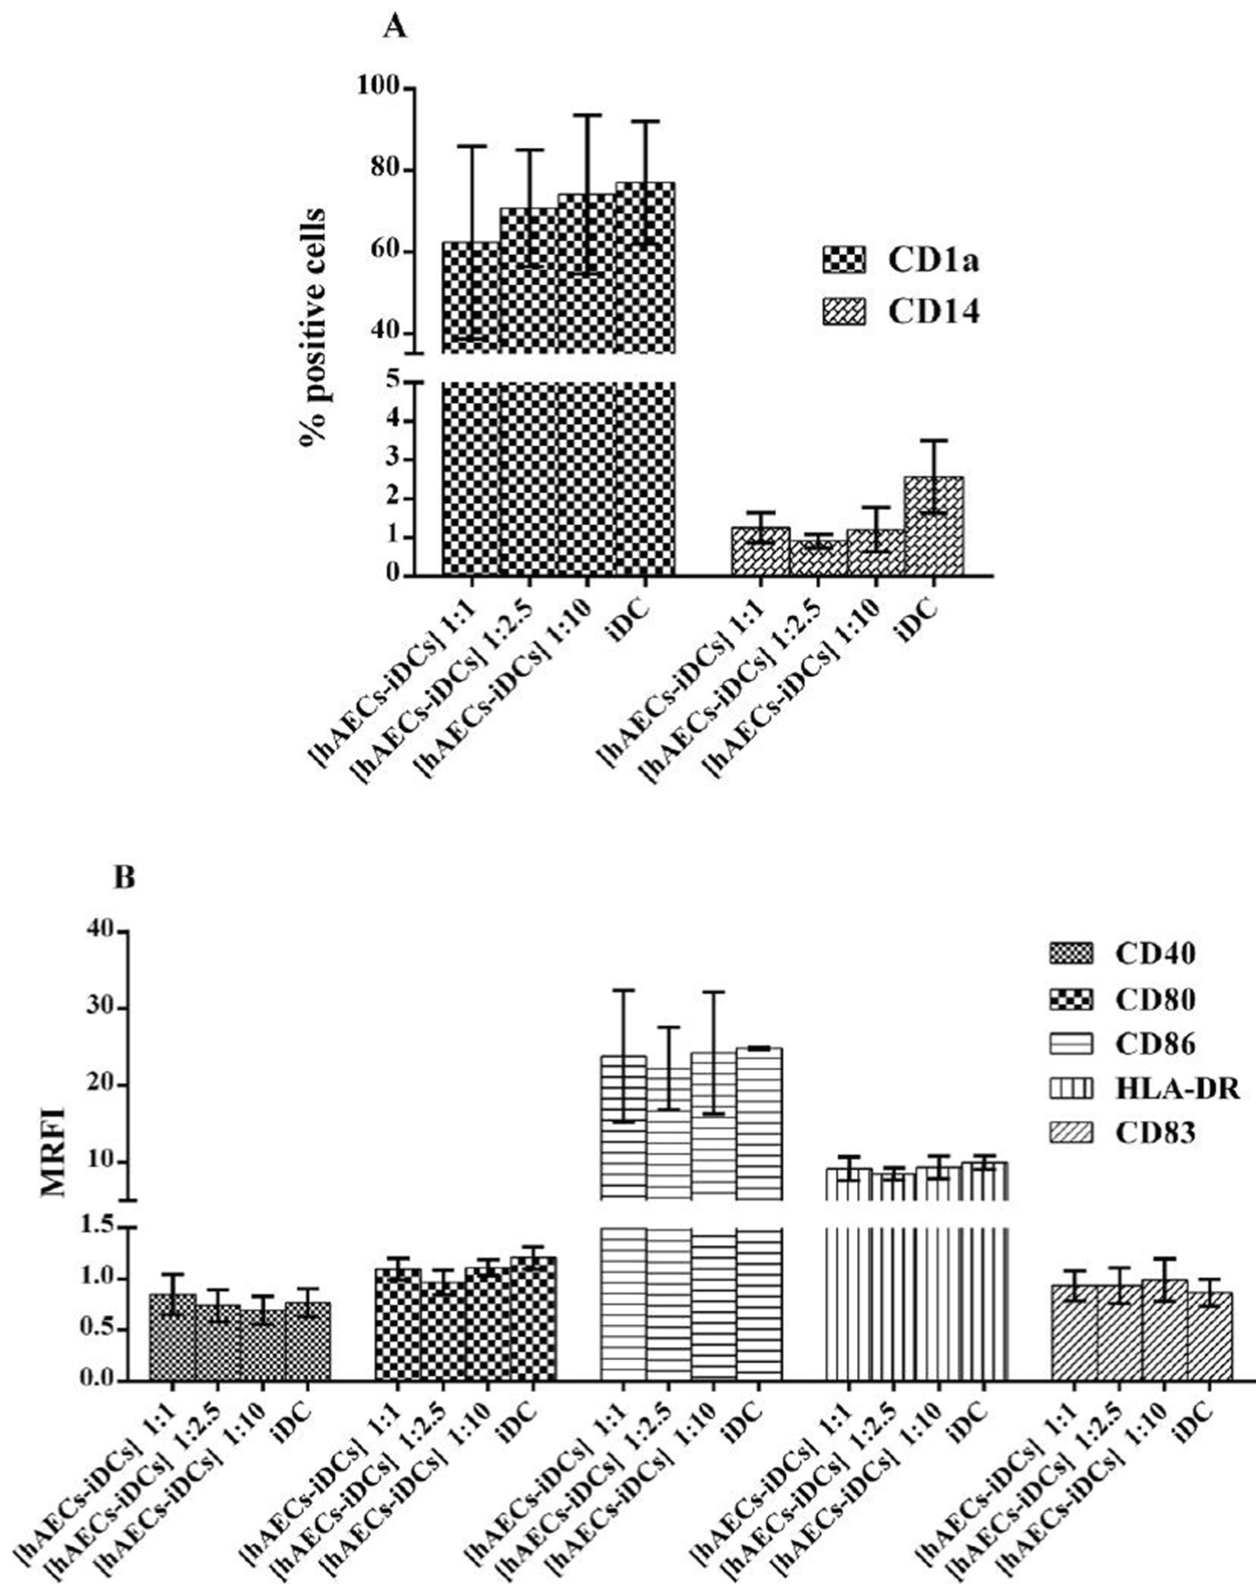 A
100
80
60
40
5
4
3
2
1
0
% positive cells
CD1a
CD14
[hAECs-iDCs] 1:1
[hAECs-iDCs] 1:2.5
[hAECs-iDCs] 1:10
iDC
[hAECs-iDCs] 1:1
[hAECs-iDCs] 1:2.5
[hAECs-iDCs] 1:10
iDC
B
40
30
20
10
1.5
1.0
0.5
0.0
MRFI
CD40
CD80
CD86
HLA-DR
CD83
[hAECs-iDCs] 1:1
[hAECs-iDCs] 1:2.5
[hAECs-iDCs] 1:10
iDC
[hAECs-iDCs] 1:1
[hAECs-iDCs] 1:2.5
[hAECs-iDCs] 1:10
iDC
[hAECs-iDCs] 1:1
[hAECs-iDCs] 1:2.5
[hAECs-iDCs] 1:10
iDC
[hAECs-iDCs] 1:1
[hAECs-iDCs] 1:2.5
[hAECs-iDCs] 1:10
iDC
[hAECs-iDCs] 1:1
[hAECs-iDCs] 1:2.5
[hAECs-iDCs] 1:10
iDC